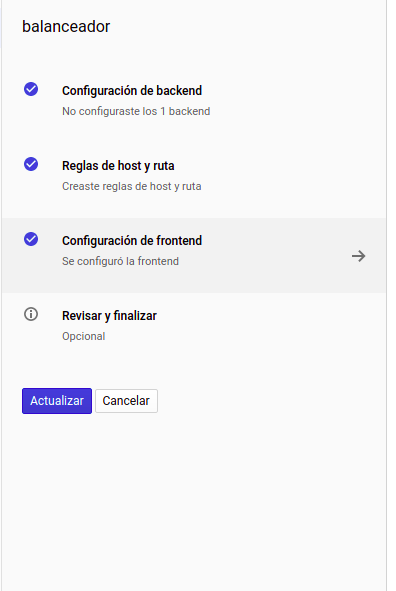 balanceador
Configuración de backend
No configuraste los 1 backend
Reglas de host y ruta
Creaste reglas de host y ruta
Configuración de frontend
Se configuró la frontend
Revisar y finalizar
Opcional
Actualizar Cancelar